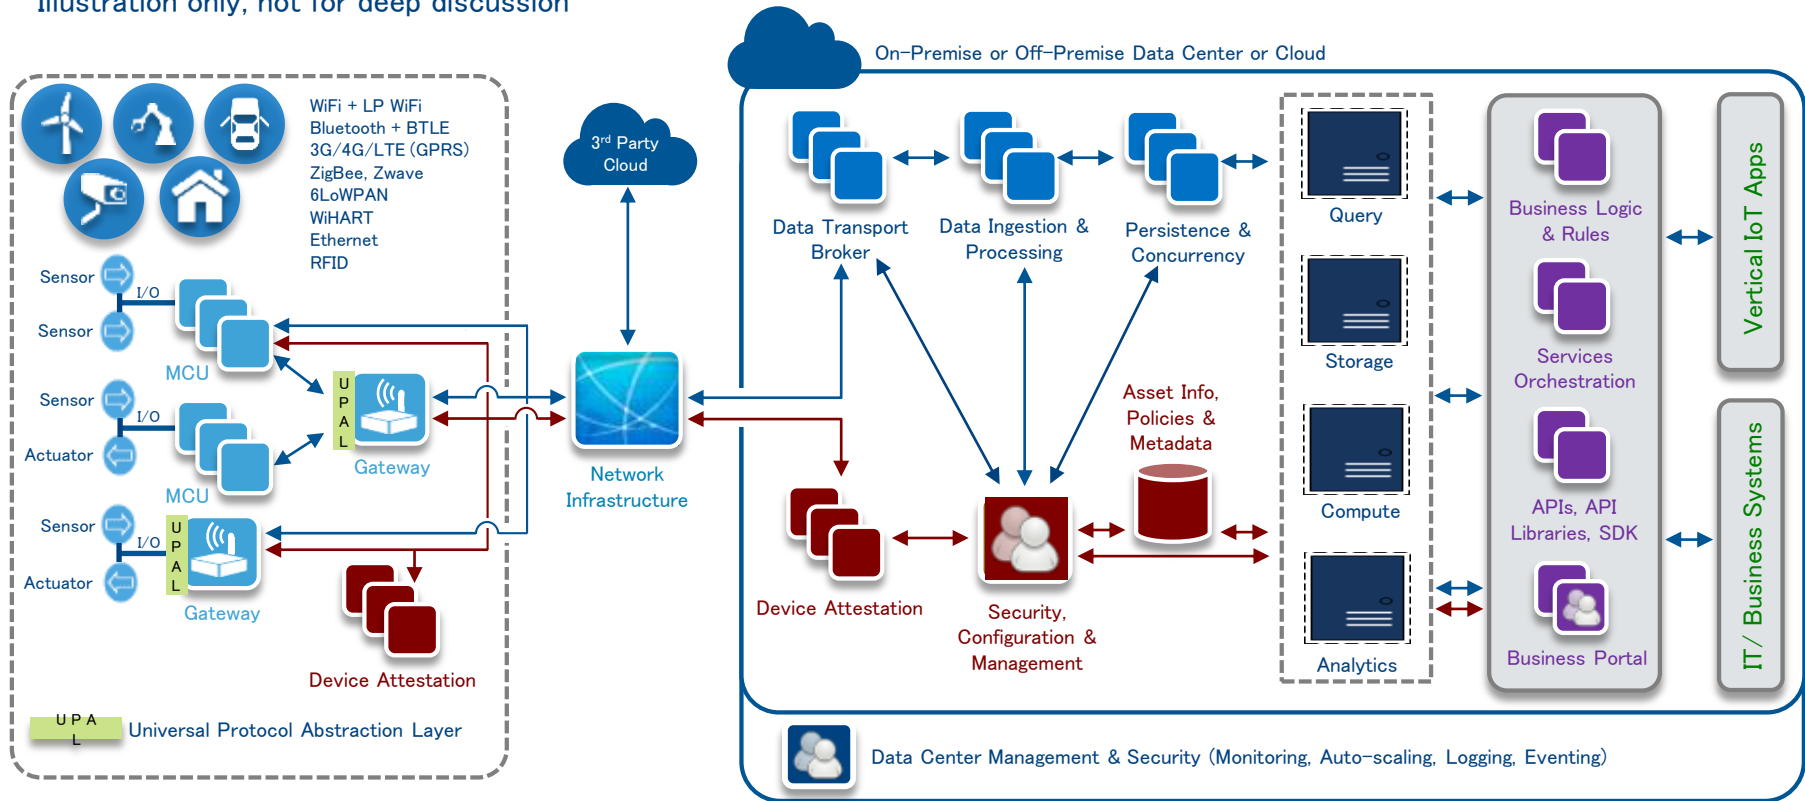 Illustration only, not for deep discussion
On-Premise or Off-Premise Data Center or Cloud
WiFi + LP WiFi
Bluetooth + BTLE
3G/4G/LTE (GPRS)
ZigBee, Zwave
6LoWPAN
WiHART
Ethernet
RFID
Sensor
I/O
Sensor
MCU
Sensor
I/O
Actuator
MCU
U
P
A
L
Gateway
Sensor
I/O
Actuator
U
P
A
L
Gateway
Device Attestation
U P A
L
Universal Protocol Abstraction Layer
3rd Party
Cloud
Network
Infrastructure
Data Transport
Broker
Data Ingestion &
Processing
Persistence &
Concurrency
Asset Info,
Policies &
Metadata
Device Attestation
Security,
Configuration &
Management
Query
Storage
Compute
Analytics
Business Logic
& Rules
Services
Orchestration
APIs, API
Libraries, SDK
Business Portal
Vertical IoT Apps
IT/ Business Systems
Data Center Management & Security (Monitoring, Auto-scaling, Logging, Eventing)